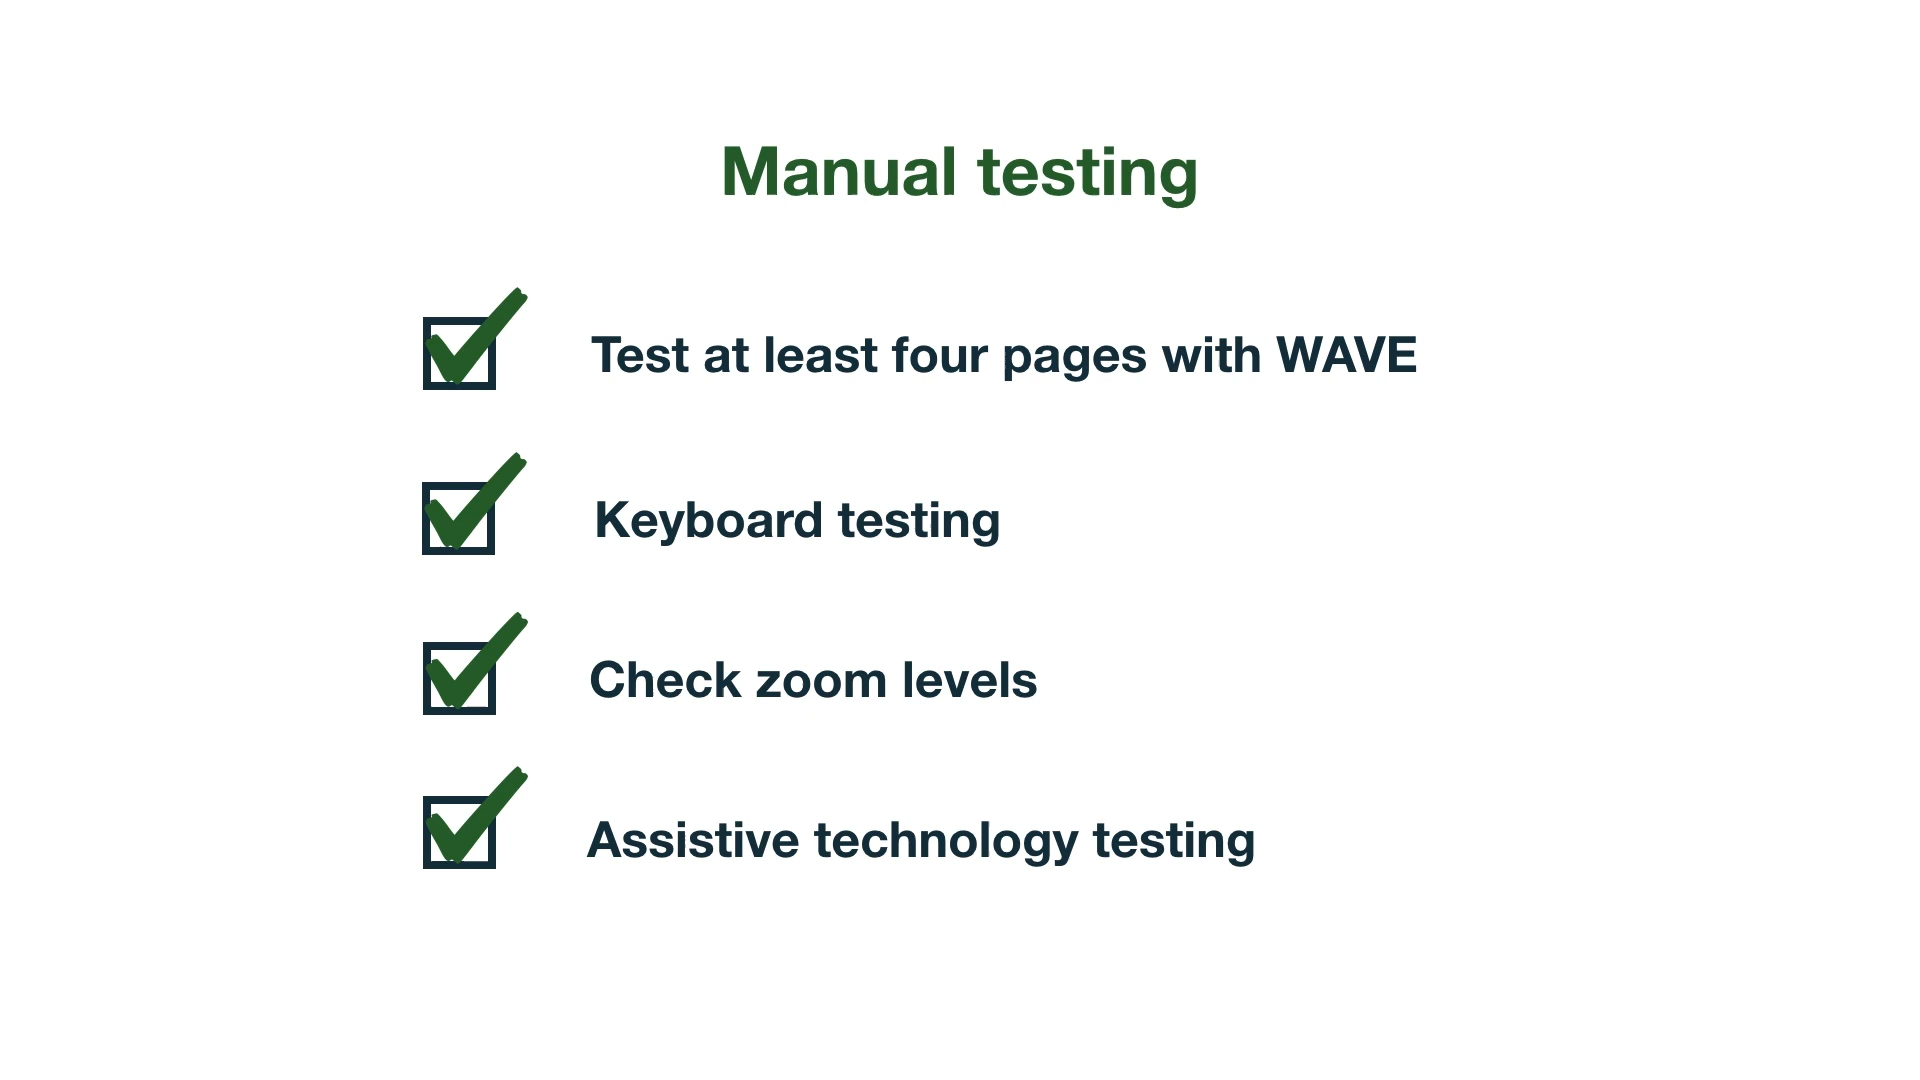 Manual testing
Test at least four pages with WAVE
Keyboard testing
Check zoom levels
Assistive technology testing